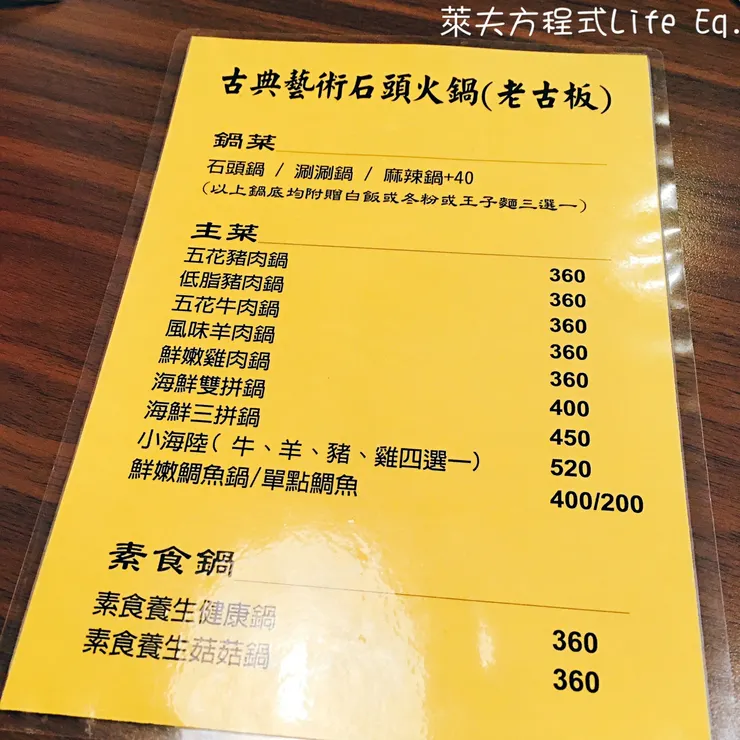 萊夫方程式Life Eq.
古典藝術石頭火鍋(老古板)
鍋菜
石頭鍋 / 涮涮鍋 / 麻辣鍋+40
(以上鍋底均附贈白飯或冬粉或王子麵三選一)
主菜
五花豬肉鍋 360
低脂豬肉鍋 360
五花牛肉鍋 360
風味羊肉鍋 360
鮮嫩雞肉鍋 360
海鮮雙拼鍋 400
海鮮三拼鍋 450
小海陸( 牛、羊、豬、雞四選一) 520
鮮嫩鯛魚鍋/單點鯛魚 400/200
素食鍋
素食養生健康鍋 360
素食養生菇菇鍋 360